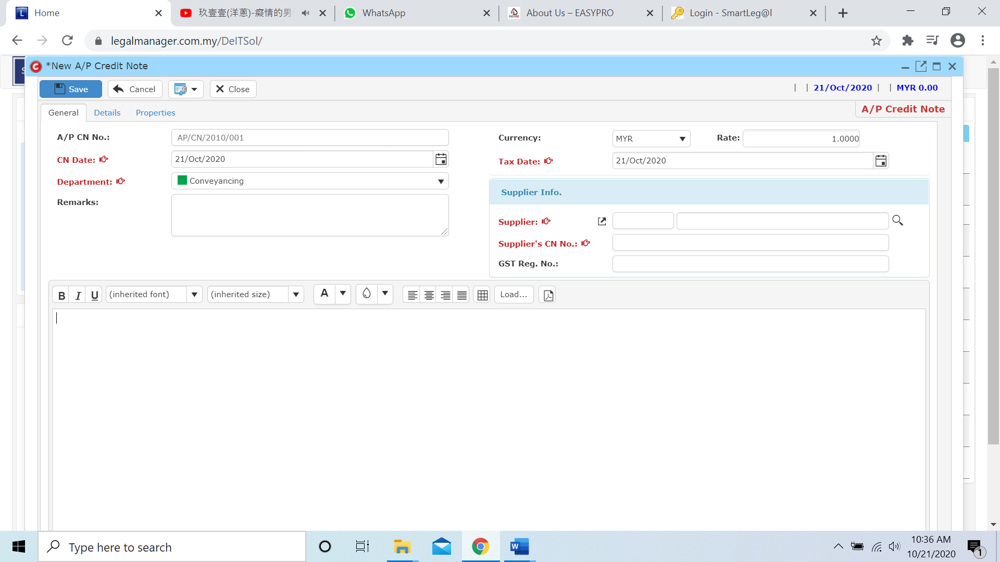 Home
玖壹壹(洋蔥)-癡情的男
WhatsApp
About Us – EASYPRO
Login - SmartLeg@l
legalmanager.com.my/DeITSol/
*New A/P Credit Note
Save
Cancel
Close
| | 21/Oct/2020 | | MYR 0.00
General
Details
Properties
A/P Credit Note
A/P CN No.:
AP/CN/2010/001
Currency:
MYR
Rate:
1.0000
CN Date:
21/Oct/2020
Tax Date:
21/Oct/2020
Department:
Conveyancing
Remarks:
Supplier Info.
Supplier:
Supplier's CN No.:
GST Reg. No.:
B I U
(inherited font)
(inherited size)
A
Load...
Type here to search
10:36 AM
10/21/2020
1